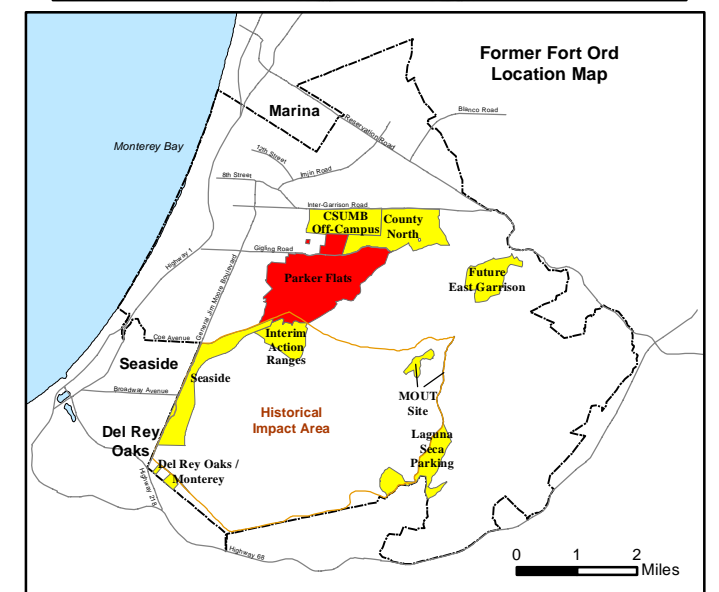 Former Fort Ord
Location Map
Marina
Blanco Road
Reservation Road
Monterey Bay
12th Street
Imjin Road
8th Street
Inter-Garrison Road
CSUMB
Off-Campus
County
North
Gigling Road
Highway 1
General Jim Moore Boulevard
Parker Flats
Future
East Garrison
Coe Avenue
Interim
Action
Ranges
Seaside
Seaside
Broadway Avenue
MOUT
Site
Historical
Impact Area
Del Rey
Oaks
Laguna
Seca
Parking
Del Rey Oaks /
Monterey
Highway 218
Highway 68
0 1 2
Miles